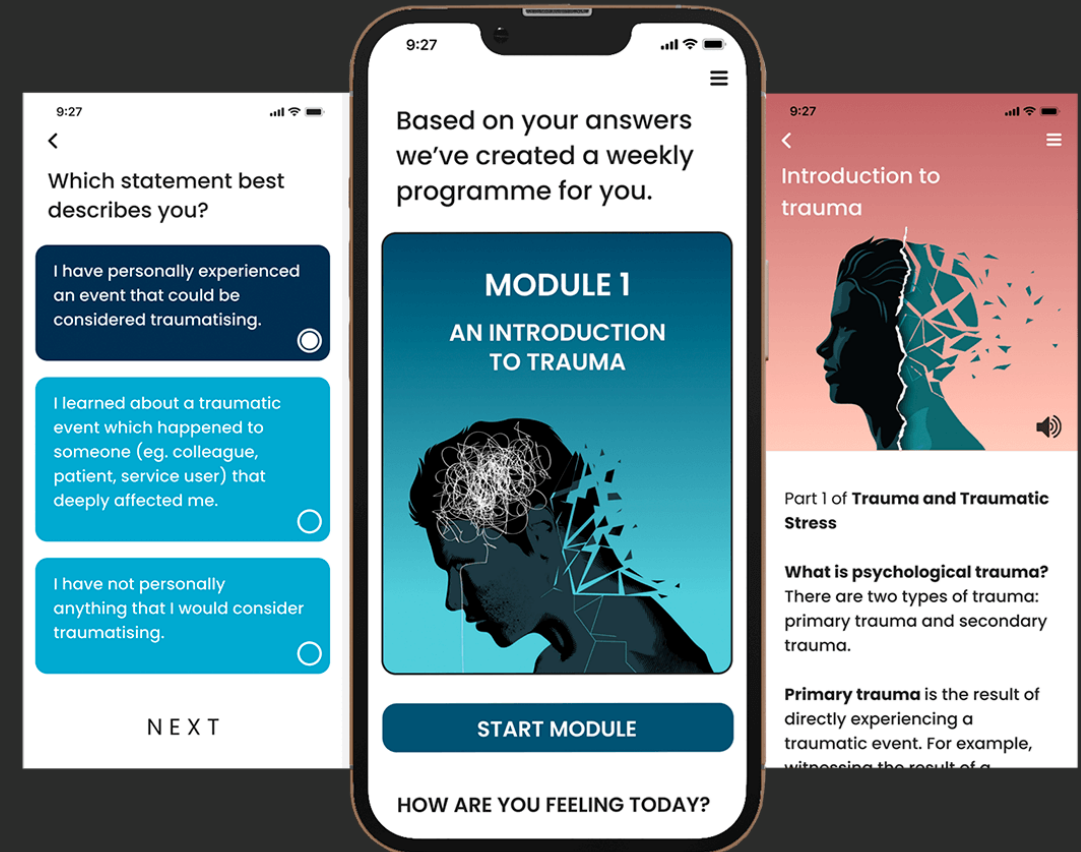 9:27
Which statement best
describes you?
I have personally experienced
an event that could be
considered traumatising.
I learned about a traumatic
event which happened to
someone (eg. colleague,
patient, service user) that
deeply affected me.
I have not personally
anything that I would consider
traumatising.
NEXT
9:27
Based on your answers
we’ve created a weekly
programme for you.
MODULE 1
AN INTRODUCTION
TO TRAUMA
START MODULE
HOW ARE YOU FEELING TODAY?
9:27
Introduction to
trauma
Part 1 of Trauma and Traumatic
Stress
What is psychological trauma?
There are two types of trauma:
primary trauma and secondary
trauma.
Primary trauma is the result of
directly experiencing a
traumatic event. For example,
witnessing the result of a